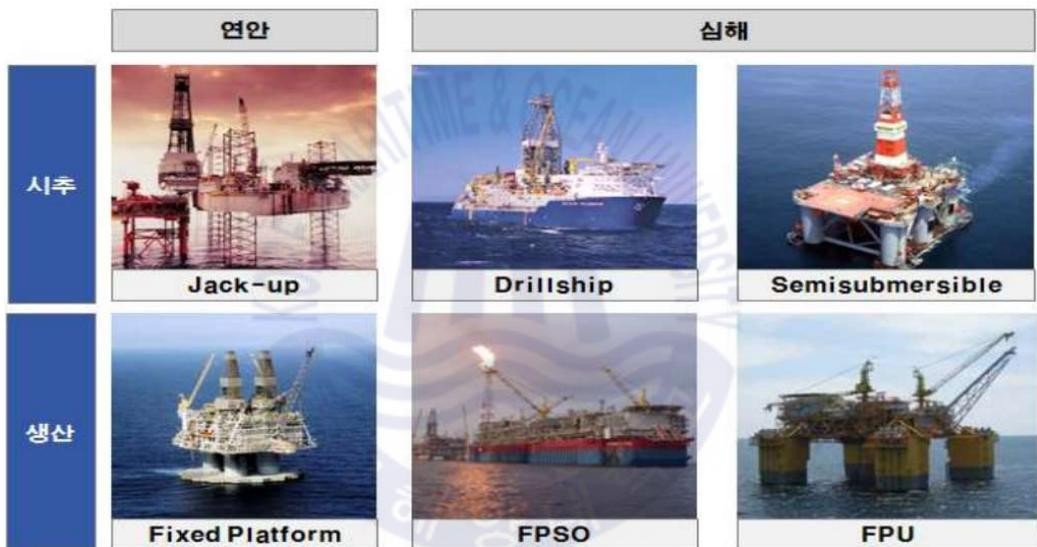 연안
심해
시추
Jack-up
Drillship
Semisubmersible
생산
Fixed Platform
FPSO
FPU